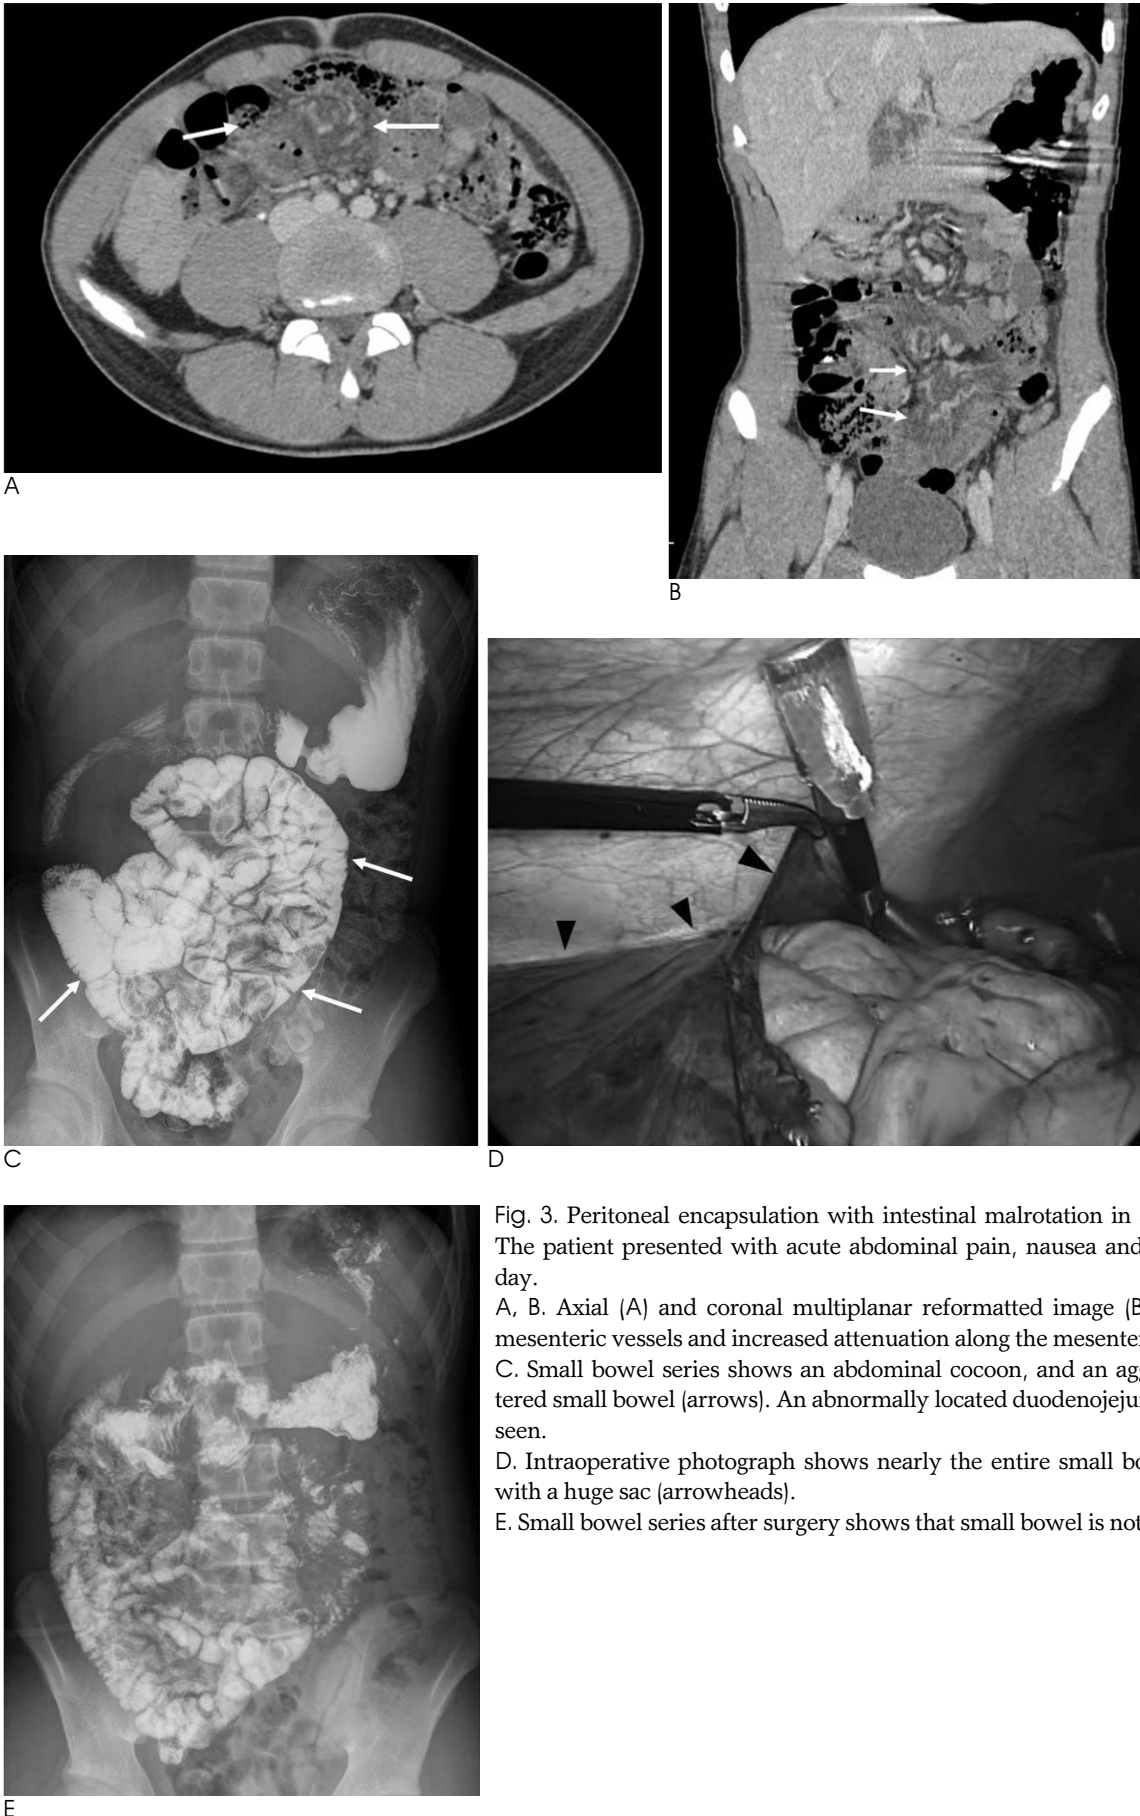 A
B
C
D
Fig. 3. Peritoneal encapsulation with intestinal malrotation in
The patient presented with acute abdominal pain, nausea and
day.
A, B. Axial (A) and coronal multiplanar reformatted image (B
mesenteric vessels and increased attenuation along the mesenter
C. Small bowel series shows an abdominal cocoon, and an agg
tered small bowel (arrows). An abnormally located duodenojeju
seen.
D. Intraoperative photograph shows nearly the entire small bo
with a huge sac (arrowheads).
E. Small bowel series after surgery shows that small bowel is not
E